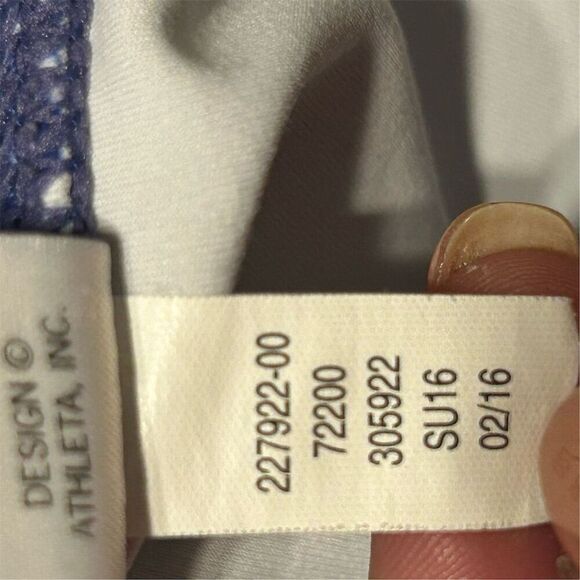 DESIGN ©
ATHLETA, INC.
227922-00
72200
305922
SU16
02/16